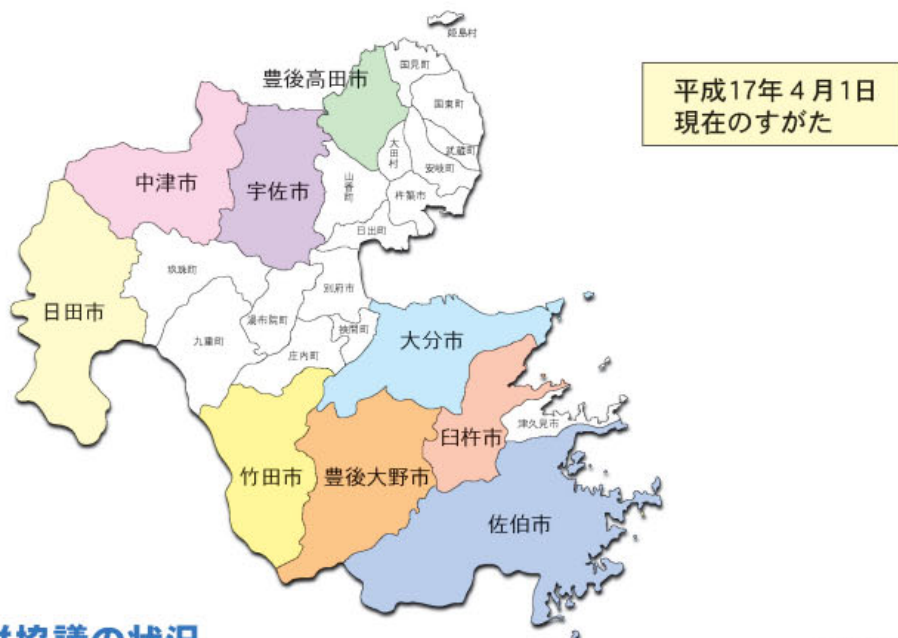 姫島村
国見町
豊後高田市
国東町
平成17年4月1日
現在のすがた
武蔵町
大田村
安岐町
中津市
宇佐市
山香町
杵築市
日出町
玖珠町
別府市
日田市
湯布院町
挾間町
九重町
大分市
庄内町
津久見市
臼杵市
竹田市
豊後大野市
佐伯市
協議の状況